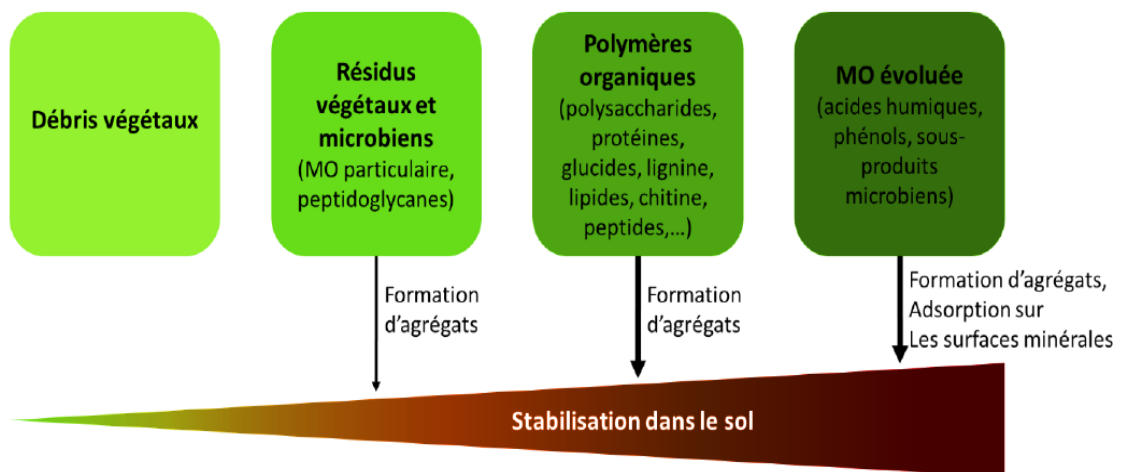 Débris végétaux
Résidus
végétaux et
microbiens
(MO particulaire,
peptidoglycanes)
Polymères
organiques
(polysaccharides,
protéines,
glucides, lignine,
lipides, chitine,
peptides,...)
MO évoluée
(acides humiques,
phénols, sous-
produits
microbiens)
Formation
d'agrégats
Formation
d'agrégats
Formation d'agrégats,
Adsorption sur
Les surfaces minérales
Stabilisation dans le sol